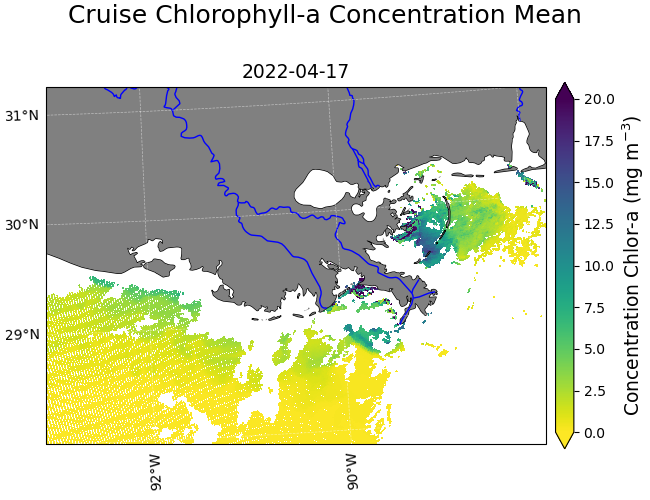 Cruise Chlorophyll-a Concentration Mean
2022-04-17
31°N
30°N
29°N
92°W
90°W
20.0
17.5
15.0
12.5
10.0
7.5
5.0
2.5
0.0
Concentration Chlor-a (mg m⁻³)